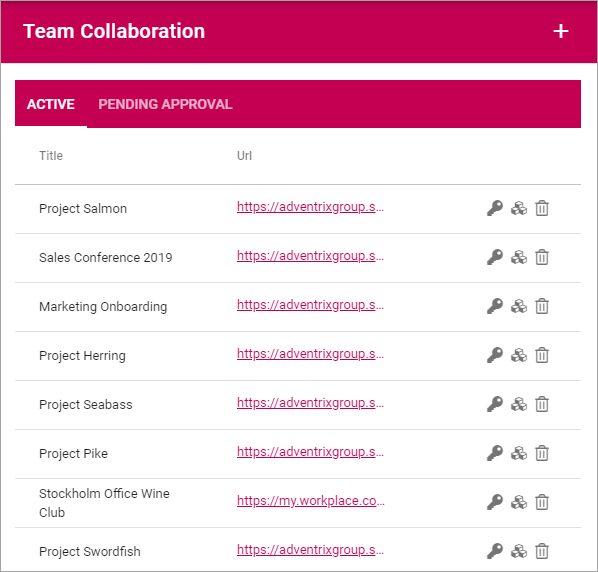 Team Collaboration
+
ACTIVE PENDING APPROVAL
Title Url
Project Salmon https://adventrixgroup.s...
Sales Conference 2019 https://adventrixgroup.s...
Marketing Onboarding https://adventrixgroup.s...
Project Herring https://adventrixgroup.s...
Project Seabass https://adventrixgroup.s...
Project Pike https://adventrixgroup.s...
Stockholm Office Wine
Club
https://my.workplace.co...
Project Swordfish https://adventrixgroup.s...